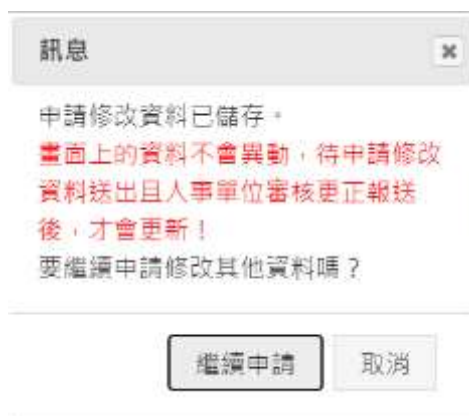 訊息
申請修改資料已儲存。
畫面上的資料不會異動，待申請修改
資料送出且人事單位審核更正報送
後，才會更新！
要繼續申請修改其他資料嗎？
繼續申請
取消